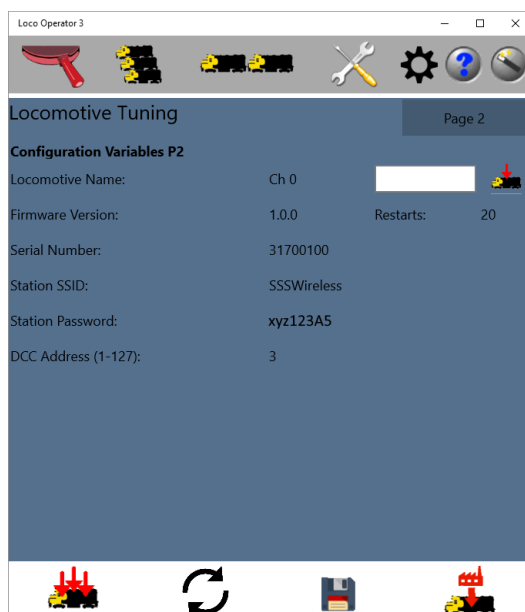 Loco Operator 3
Locomotive Tuning
Page 2
Configuration Variables P2
Locomotive Name: Ch 0
Firmware Version: 1.0.0 Restarts: 20
Serial Number: 31700100
Station SSID: SSSWireless
Station Password: xyz123A5
DCC Address (1-127): 3